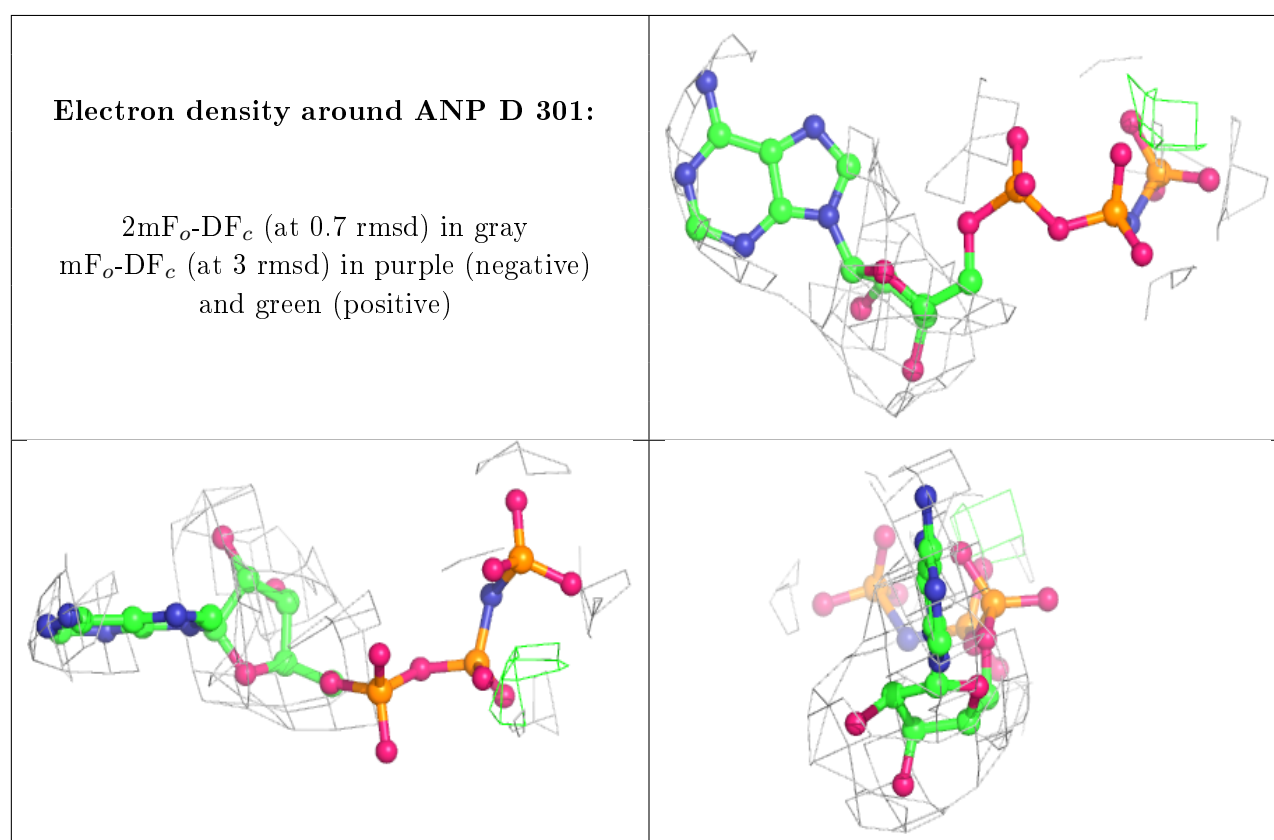 Electron density around ANP D 301:
2mFₒ-DF𝑐 (at 0.7 rmsd) in gray
mFₒ-DF𝑐 (at 3 rmsd) in purple (negative)
and green (positive)